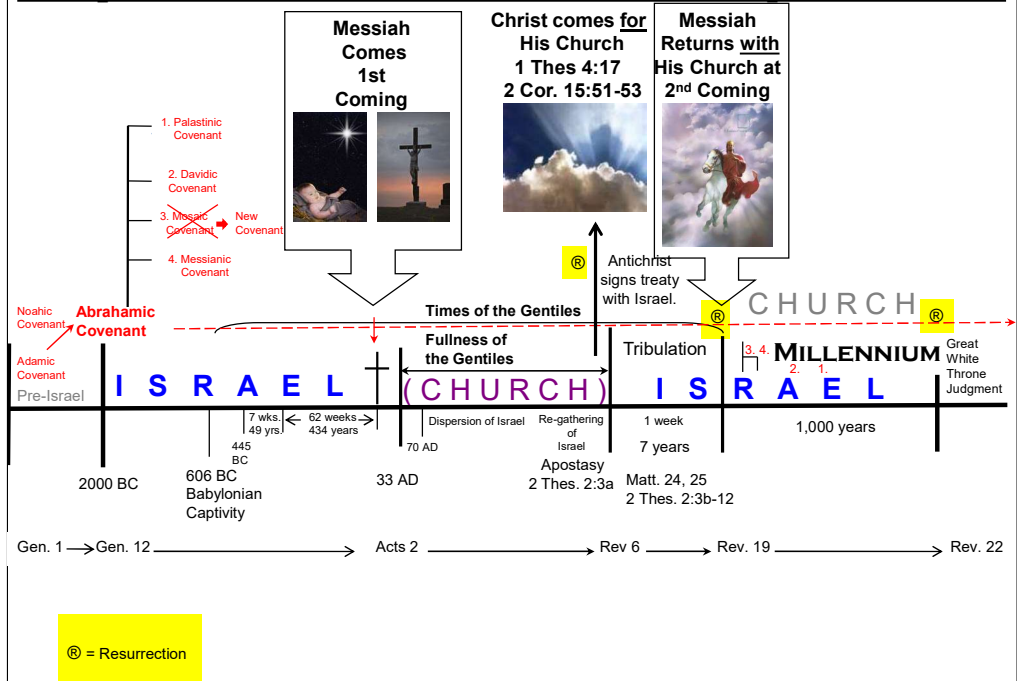 Messiah
Comes
1st
Coming
Christ comes for
His Church
1 Thes 4:17
2 Cor. 15:51-53
Messiah
Returns with
His Church at
2nd Coming
1. Palastinic
Covenant
2. Davidic
Covenant
3. Mosaic
Covenant
New
Covenant
4. Messianic
Covenant
Noahic
Covenant
Abrahamic
Covenant
Adamic
Covenant
Pre-Israel
®
Antichrist
signs treaty
with Israel.
Times of the Gentiles
Fullness of
the Gentiles
®
CHURCH
®
Tribulation
3. 4.
MILLENNIUM
2. 1.
Great
White
Throne
Judgment
ISRAEL
(CHURCH)
ISRAEL
7 wks.
49 yrs.
62 weeks
434 years
445
BC
70 AD
Dispersion of Israel
Re-gathering
of
Israel
1 week
7 years
1,000 years
2000 BC
606 BC
Babylonian
Captivity
33 AD
Apostasy
2 Thes. 2:3a
Matt. 24, 25
2 Thes. 2:3b-12
Gen. 1
Gen. 12
Acts 2
Rev 6
Rev. 19
Rev. 22
® = Resurrection